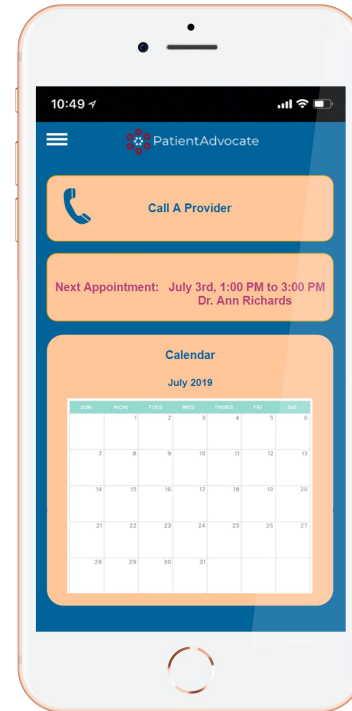 10:49
PatientAdvocate
Call A Provider
Next Appointment: July 3rd, 1:00 PM to 3:00 PM
Dr. Ann Richards
Calendar
July 2019
SUN MON TUES WED THURS FRI SAT
1 2 3 4 5 6
7 8 9 10 11 12 13
14 15 16 17 18 19 20
21 22 23 24 25 26 27
28 29 30 31